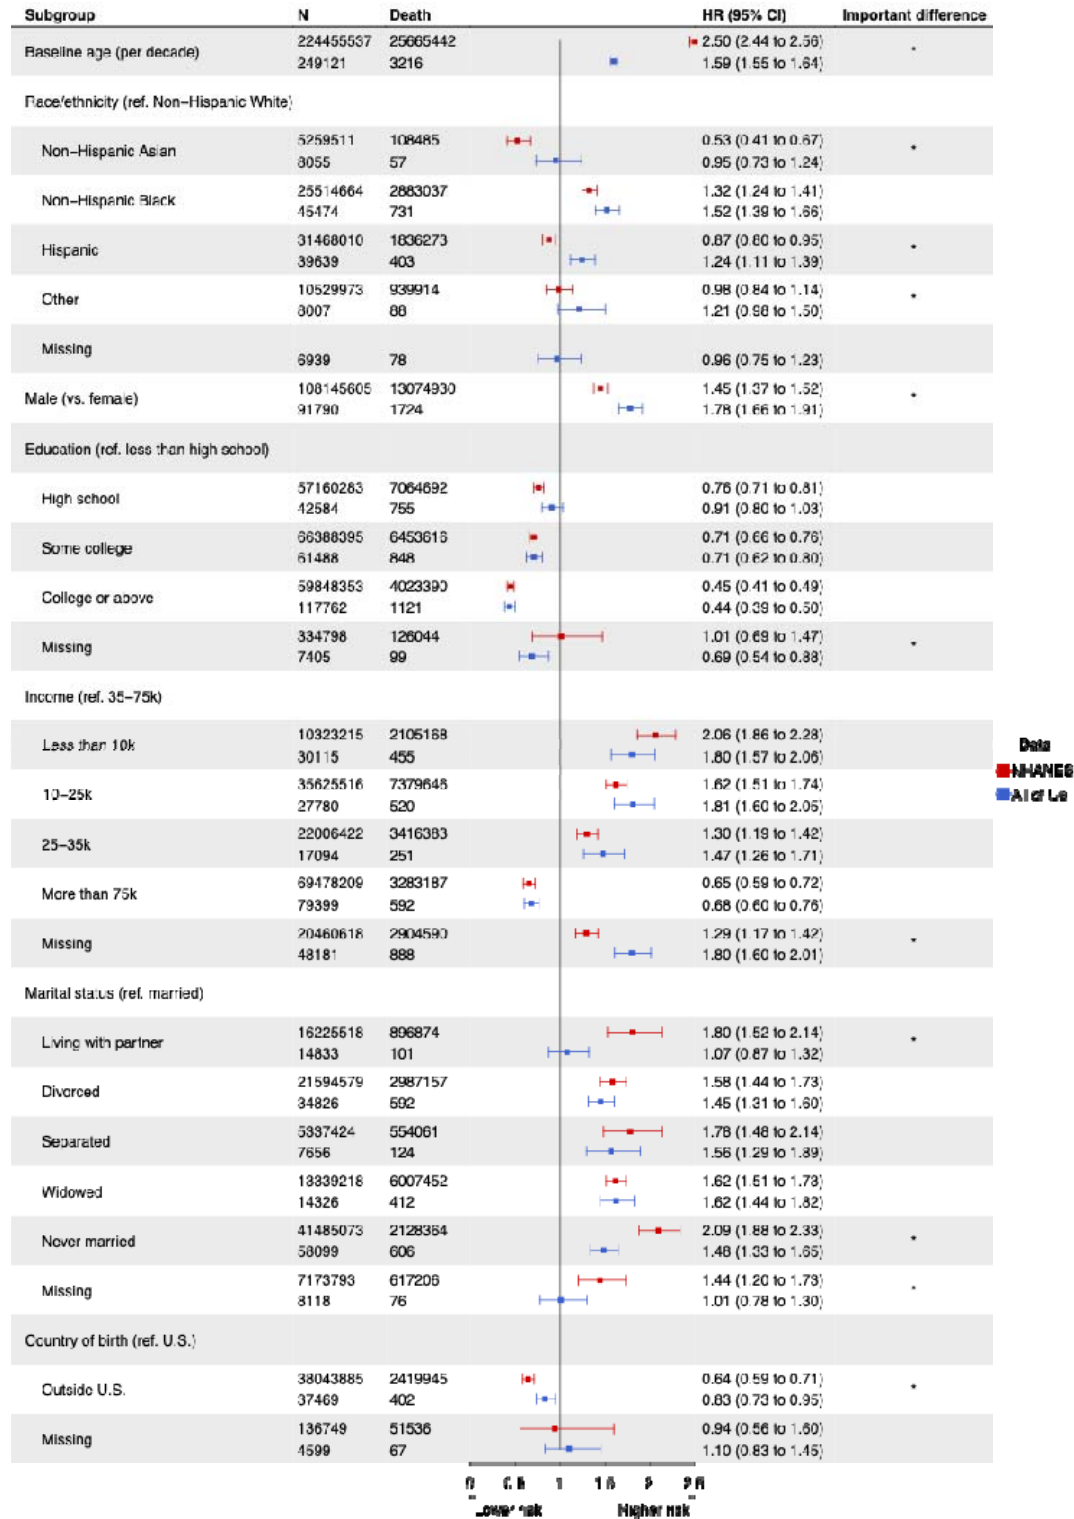 Subgroup N Death HR (95% CI) Important difference
Baseline age (per decade)
224455537 25665442 2.50 (2.44 to 2.56) *
249121 3216 1.59 (1.55 to 1.64)
Race/ethnicity (ref. Non-Hispanic White)
Non-Hispanic Asian
5259511 108485 0.53 (0.41 to 0.67) *
8055 57 0.95 (0.73 to 1.24)
Non-Hispanic Black
25514664 2883037 1.32 (1.24 to 1.41)
45474 731 1.52 (1.39 to 1.66)
Hispanic
31468010 1836273 0.87 (0.80 to 0.95) *
39639 403 1.24 (1.11 to 1.39)
Other
10529973 939914 0.98 (0.84 to 1.14) *
8007 88 1.21 (0.98 to 1.50)
Missing
6939 78 0.96 (0.75 to 1.23)
Male (vs. female)
108145605 13074930 1.45 (1.37 to 1.52) *
91790 1724 1.78 (1.66 to 1.91)
Education (ref. less than high school)
High school
57160283 7064692 0.76 (0.71 to 0.81)
42584 755 0.91 (0.80 to 1.03)
Some college
66388395 6453616 0.71 (0.66 to 0.76)
61488 848 0.71 (0.62 to 0.80)
College or above
59848353 4023390 0.45 (0.41 to 0.49)
117762 1121 0.44 (0.39 to 0.50)
Missing
334798 126044 1.01 (0.69 to 1.47) *
7405 99 0.69 (0.54 to 0.88)
Income (ref. 35-75k)
Less than 10k
10323215 2105168 2.06 (1.86 to 2.28)
30115 455 1.80 (1.57 to 2.06)
10-25k
35625516 7379646 1.62 (1.51 to 1.74)
27780 520 1.81 (1.60 to 2.05)
25-35k
22006422 3416383 1.30 (1.19 to 1.42)
17094 251 1.47 (1.26 to 1.71)
More than 75k
69478209 3283187 0.65 (0.59 to 0.72)
79399 592 0.68 (0.60 to 0.76)
Missing
20460618 2904590 1.29 (1.17 to 1.42) *
48181 888 1.80 (1.60 to 2.01)
Marital status (ref. married)
Living with partner
16225518 896874 1.80 (1.52 to 2.14) *
14833 101 1.07 (0.87 to 1.32)
Divorced
21594579 2987157 1.58 (1.44 to 1.73)
34826 592 1.45 (1.31 to 1.60)
Separated
5337424 554061 1.78 (1.48 to 2.14)
7656 124 1.56 (1.29 to 1.89)
Widowed
13339218 6007452 1.62 (1.51 to 1.73)
14326 412 1.62 (1.44 to 1.82)
Never married
41485073 2128364 2.09 (1.88 to 2.33) *
58099 606 1.48 (1.33 to 1.65)
Missing
7173793 617206 1.44 (1.20 to 1.73) *
8118 76 1.01 (0.78 to 1.30)
Country of birth (ref. U.S.)
Outside U.S.
38043885 2419945 0.64 (0.59 to 0.71) *
37469 402 0.83 (0.73 to 0.95)
Missing
136749 51536 0.94 (0.56 to 1.60)
4599 67 1.10 (0.83 to 1.45)
0 0.5 1 1.5 2 2.5
Lower risk Higher risk
Data
NHANES
All of Us